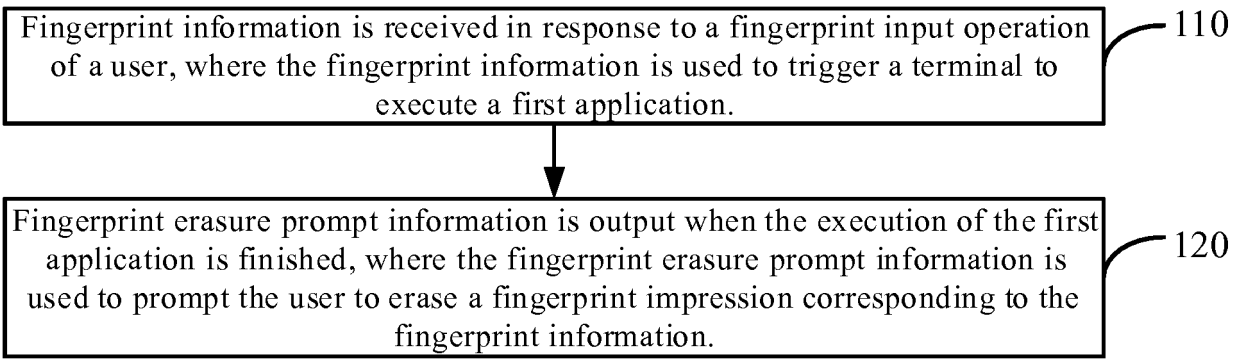 Fingerprint information is received in response to a fingerprint input operation
of a user, where the fingerprint information is used to trigger a terminal to
execute a first application.
110
Fingerprint erasure prompt information is output when the execution of the first
application is finished, where the fingerprint erasure prompt information is
used to prompt the user to erase a fingerprint impression corresponding to the
fingerprint information.
120